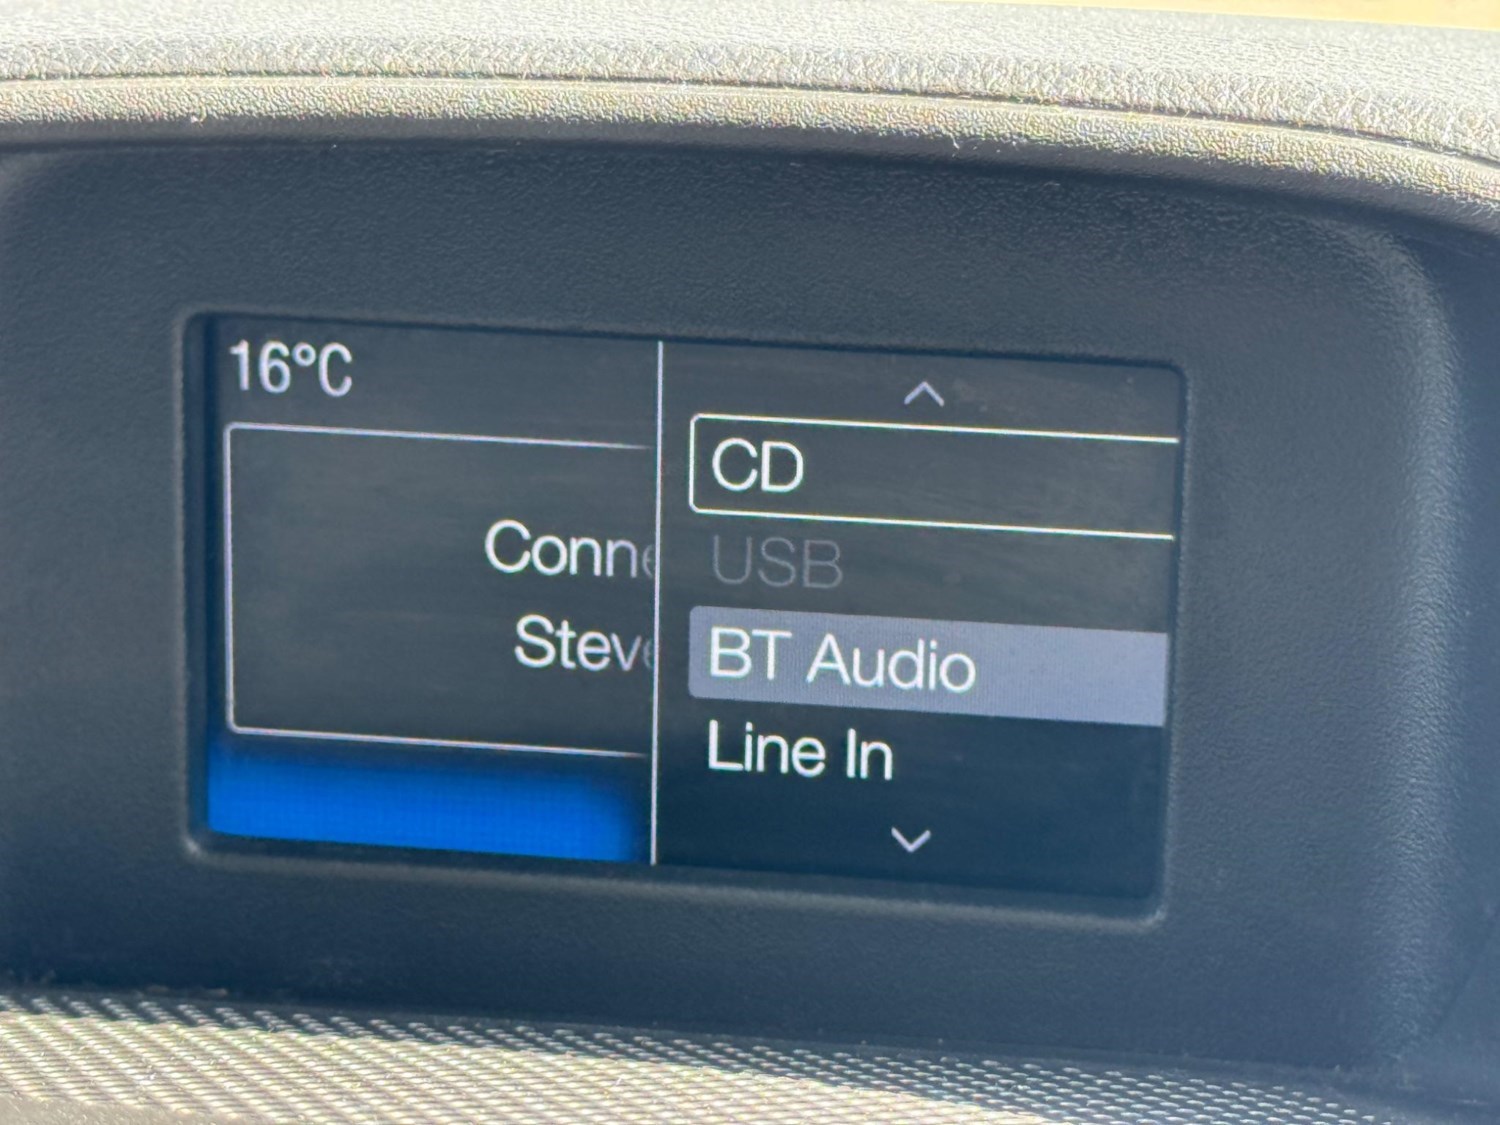 16°C
Conne
Steve
CD
USB
BT Audio
Line In